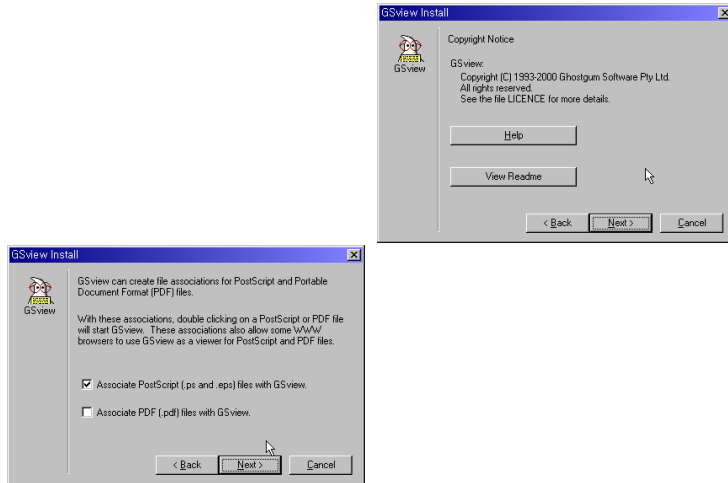 GSview Install
GSview
Copyright Notice
GSview:
Copyright (C) 1993-2000 Ghostgum Software Pty Ltd.
All rights reserved.
See the file LICENCE for more details.
Help
View Readme
< Back
Next >
Cancel
GSview Install
GSview
GSview can create file associations for PostScript and Portable
Document Format (PDF) files.
With these associations, double clicking on a PostScript or PDF file
will start GSview. These associations also allow some WWW
browsers to use GSview as a viewer for PostScript and PDF files.
Associate PostScript (.ps and .eps) files with GSview.
Associate PDF (.pdf) files with GSview.
< Back
Next >
Cancel